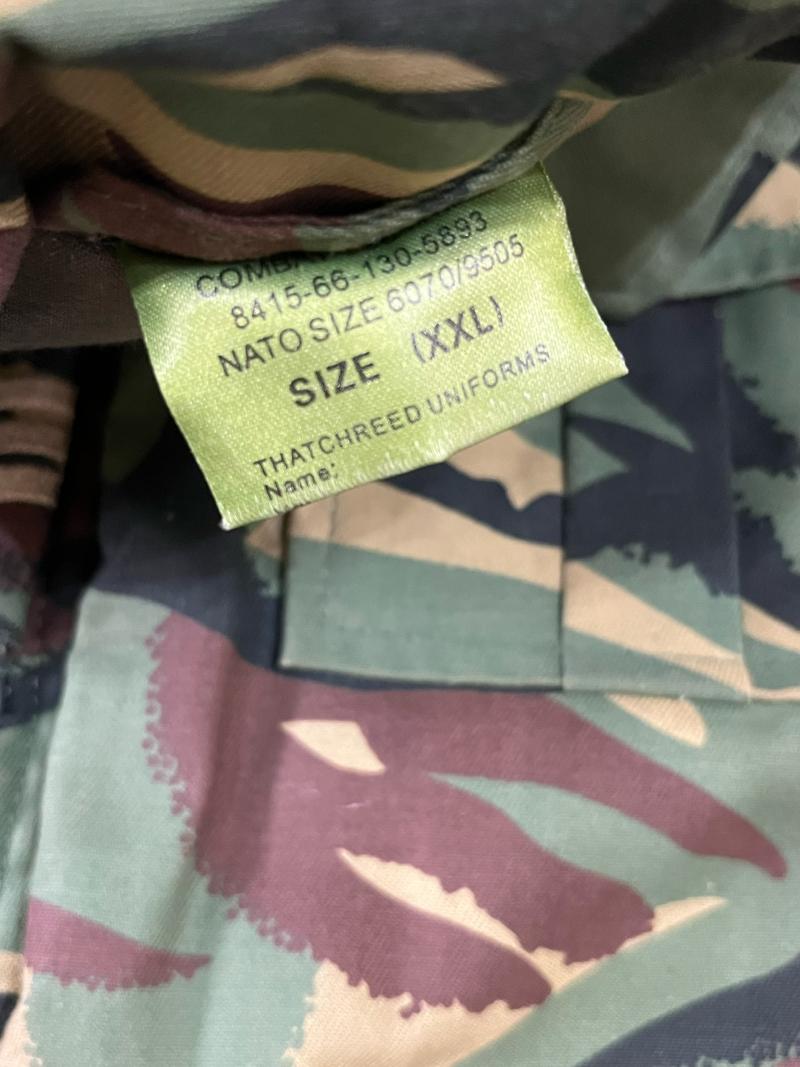 8415-66-130-5893
NATO SIZE 6070/9505
SIZE (XXL)
THATCHREED UNIFORMS
Name: